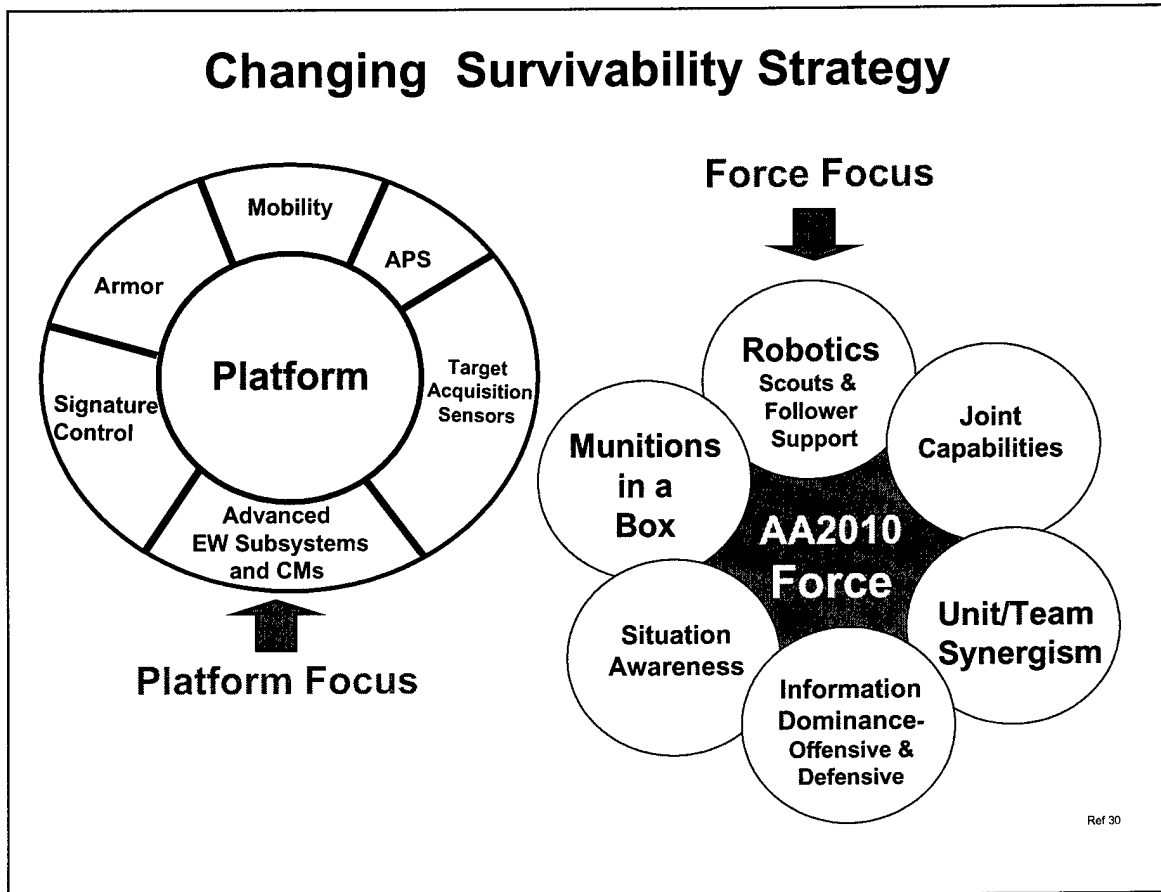 Changing Survivability Strategy
Mobility
APS
Armor
Platform
Target
Acquisition
Sensors
Signature
Control
Advanced
EW Subsystems
and CMs
Platform Focus
Force Focus
Robotics
Scouts &
Follower
Support
Joint
Capabilities
Munitions
in a
Box
AA2010
Force
Unit/Team
Synergism
Situation
Awareness
Information
Dominance-
Offensive &
Defensive
Ref 30